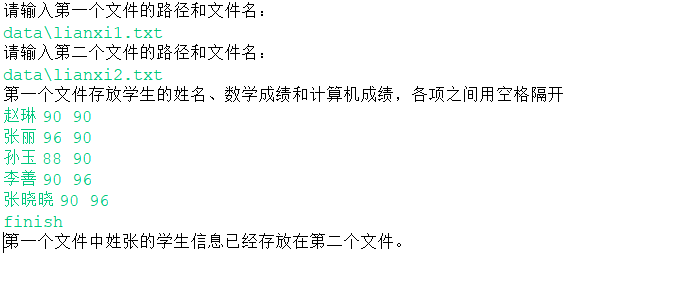 请输入第一个文件的路径和文件名:
data\lianxi1.txt
请输入第二个文件的路径和文件名:
data\lianxi2.txt
第一个文件存放学生的姓名、数学成绩和计算机成绩，各项之间用空格隔开
赵琳 90 90
张丽 96 90
孙玉 88 90
李善 90 96
张晓晓 90 96
finish
第一个文件中姓张的学生信息已经存放在第二个文件。